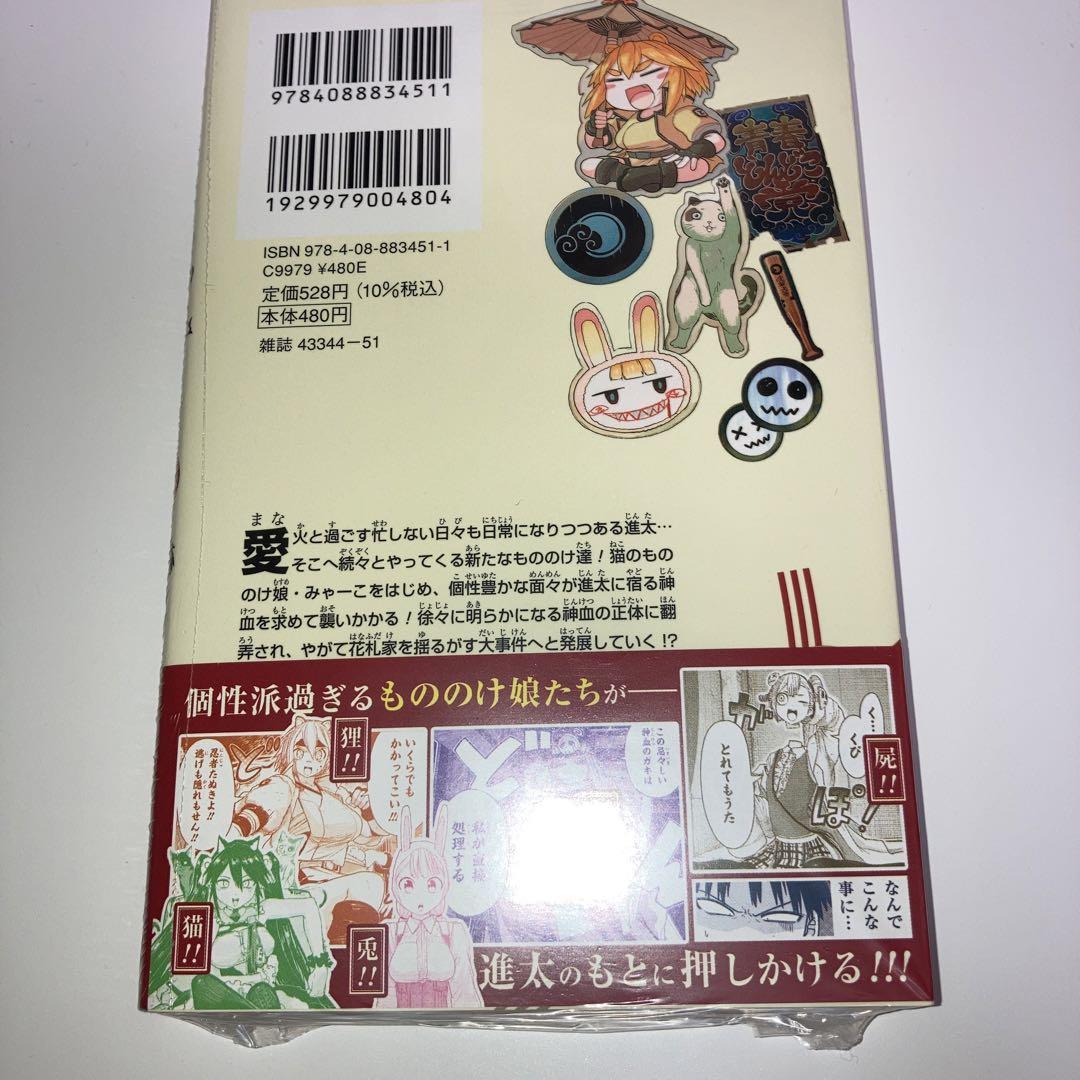 9784088834511
1929979004804
ISBN 978-4-08-883451-1
C9979 ¥480E
定価528円(10%税込)
本体480円
雑誌 43344-51
青春
愛火と過ごす忙しない日々も日常になりつつある進太…
そこへ続々とやってくる新たなもののけ達!猫のもの
のけ娘・みゃーこをはじめ、個性豊かな面々が進太に宿る神
血を求めて襲いかかる!徐々に明らかになる神血の正体に翻
弄され、やがて花札家を揺るがす大事件へと発展していく!?
個性派過ぎるもののけ娘たちが――
屍!!
く…くび
とれてもうた
ぽ!
なんで
こんな
事に…
この忌々しい
神血のガキは
ど
私が直接
処理する
狸!!
いくらでも
かかってこい!!
忍者たぬきよ!!
逃げも隠れもせん!!
猫!!
兎!!
進太のもとに押しかける!!!